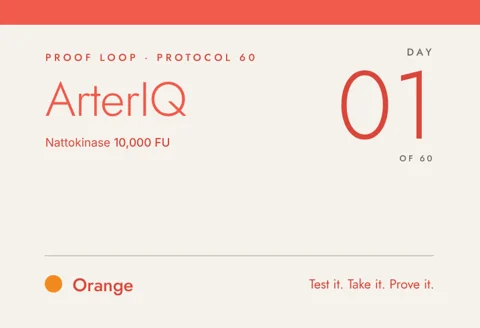 PROOF LOOP · PROTOCOL 60
ArterIQ
Nattokinase 10,000 FU
DAY
01
OF 60
Orange
Test it. Take it. Prove it.